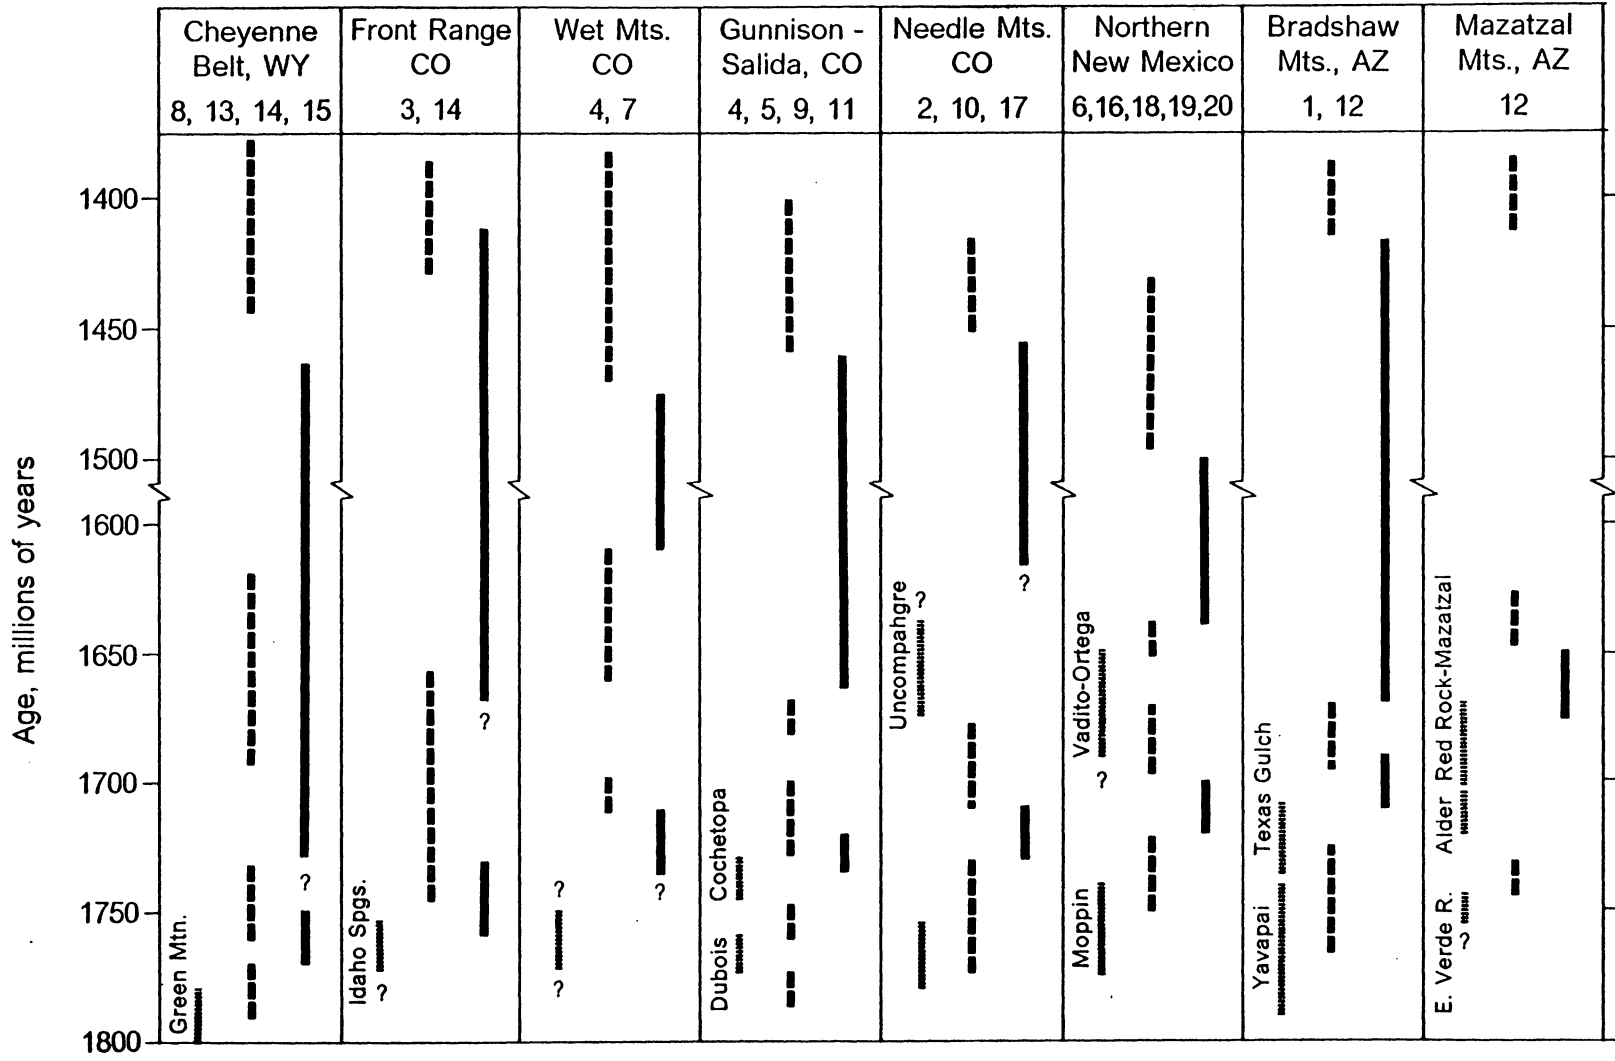 Cheyenne
Belt, WY
8, 13, 14, 15
Front Range
CO
3, 14
Wet Mts.
CO
4, 7
Gunnison -
Salida, CO
4, 5, 9, 11
Needle Mts.
CO
2, 10, 17
Northern
New Mexico
6,16,18,19,20
Bradshaw
Mts., AZ
1, 12
Mazatzal
Mts., AZ
12
Age, millions of years
1400
1450
1500
1600
1650
1700
1750
1800
Green Mtn.
?
Idaho Spgs.
?
?
?
?
?
Dubois
Cochetopa
Uncompahgre
?
?
Vadito-Ortega
?
Moppin
Yavapai
Texas Gulch
E. Verde R.
?
Alder
Red Rock-Mazatzal